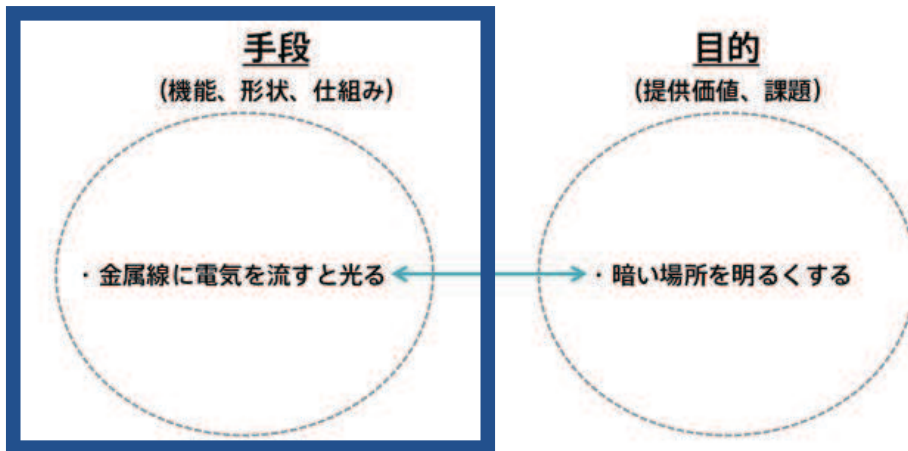 手段
(機能、形状、仕組み)
・金属線に電気を流すと光る
目的
(提供価値、課題)
・暗い場所を明るくする